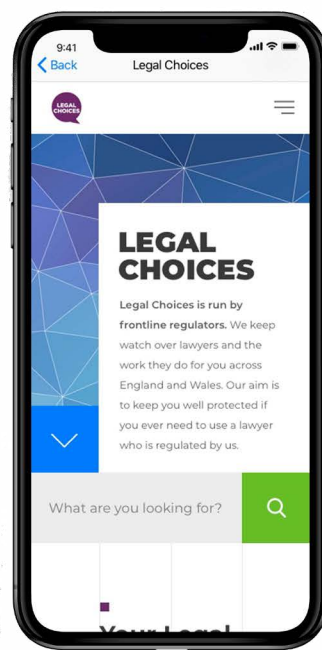 9:41
Back Legal Choices
LEGAL
CHOICES
LEGAL
CHOICES
Legal Choices is run by
frontline regulators. We keep
watch over lawyers and the
work they do for you across
England and Wales. Our aim is
to keep you well protected if
you ever need to use a lawyer
who is regulated by us.
What are you looking for?
Your Legal